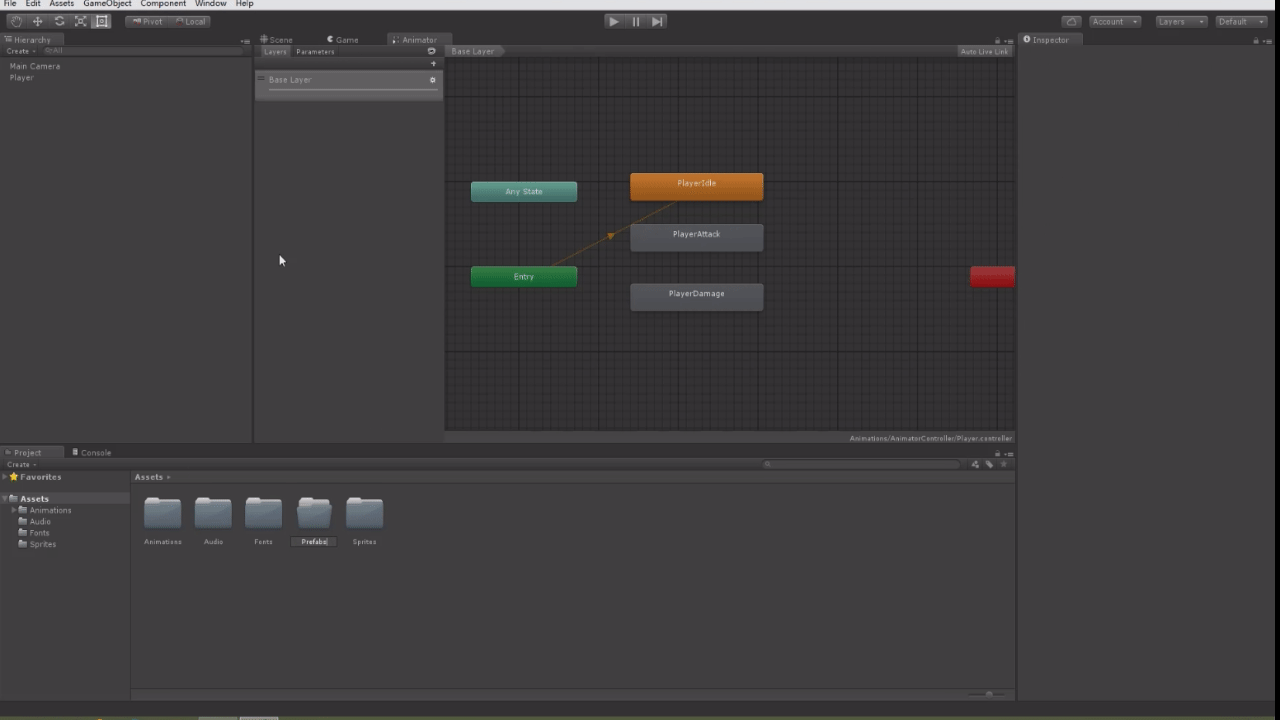 File Edit Assets GameObject Component Window Help
Pivot Local Account Layers Default
Hierarchy Scene Game Animator Inspector
Create All Layers Parameters Base Layer Auto Live Link
Main Camera
Player
Base Layer
Any State
PlayerIdle
PlayerAttack
Entry
PlayerDamage
Animations/AnimatorController/Player.controller
Project Console
Create
Favorites Assets
Assets
Animations
Audio
Fonts
Sprites
Animations Audio Fonts Prefabs Sprites